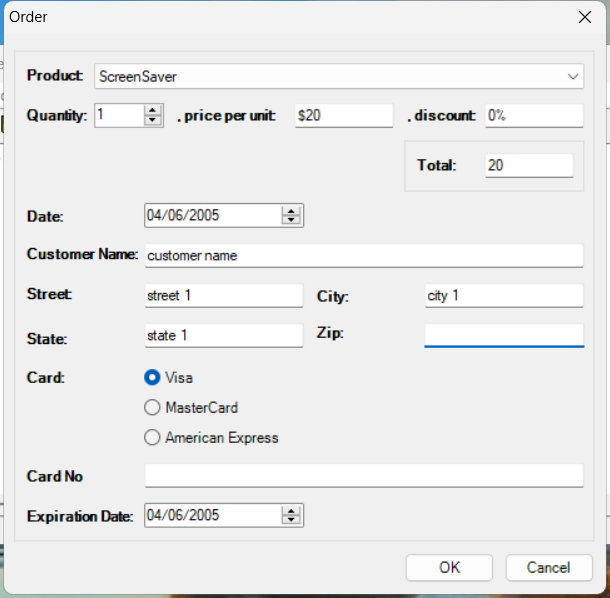 Order
Product: ScreenSaver
Quantity: 1 , price per unit: $20 , discount: 0%
Total: 20
Date: 04/06/2005
Customer Name: customer name
Street: street 1 City: city 1
State: state 1 Zip:
Card: Visa
MasterCard
American Express
Card No
Expiration Date: 04/06/2005
OK Cancel